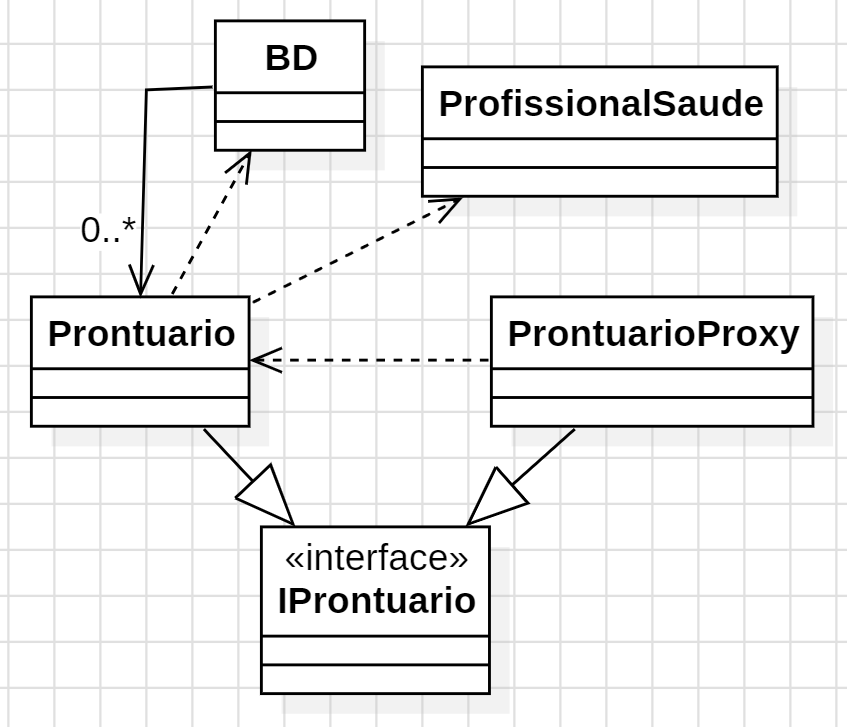 BD
ProfissionalSaude
0..*
Prontuario
ProntuarioProxy
«interface»
IProntuario